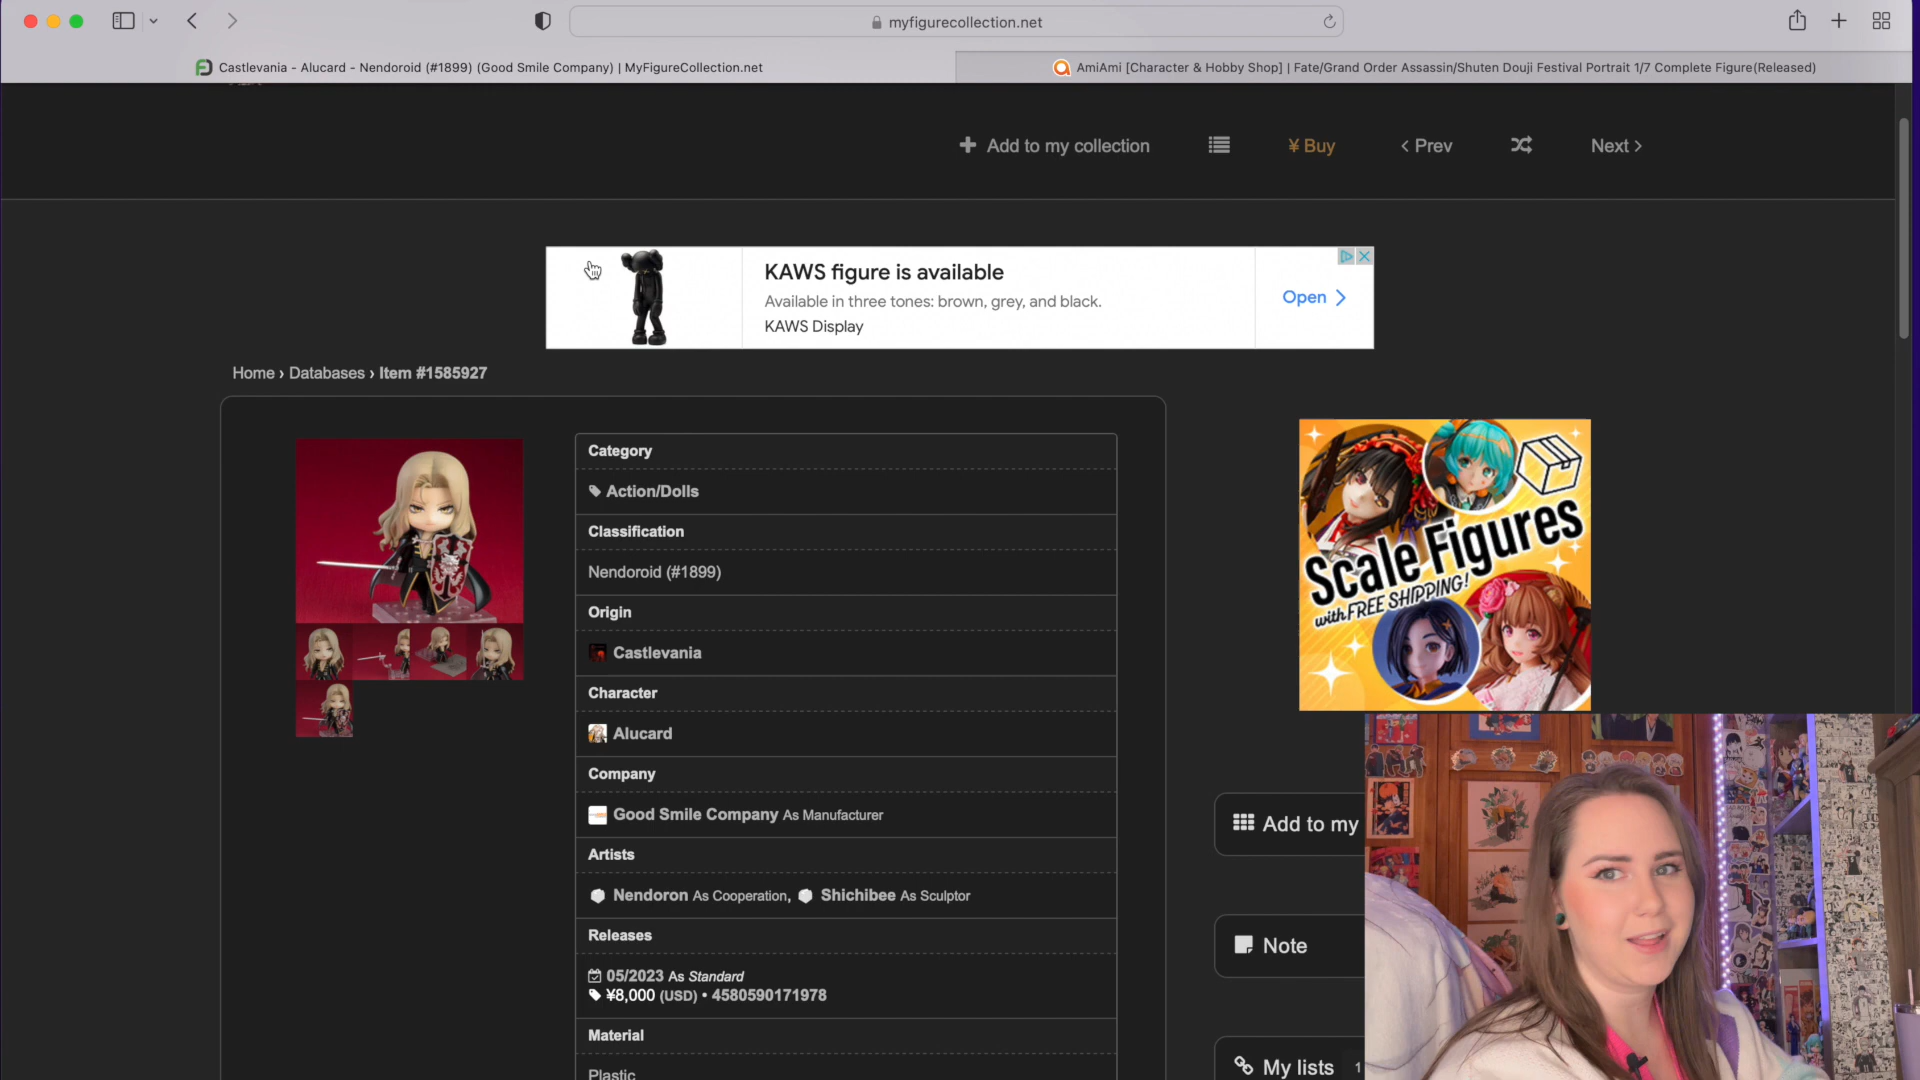 myfigurecollection.net
Castlevania - Alucard - Nendoroid (#1899) (Good Smile Company) | MyFigureCollection.net
AmiAmi [Character & Hobby Shop] | Fate/Grand Order Assassin/Shuten Douji Festival Portrait 1/7 Complete Figure(Released)
Add to my collection
¥ Buy
‹ Prev
Next ›
KAWS figure is available
Available in three tones: brown, grey, and black.
KAWS Display
Open
Home › Databases › Item #1585927
Category
Action/Dolls
Classification
Nendoroid (#1899)
Origin
Castlevania
Character
Alucard
Company
Good Smile Company As Manufacturer
Artists
Nendoron As Cooperation, Shichibee As Sculptor
Releases
05/2023 As Standard
¥8,000 (USD) • 4580590171978
Material
Plastic
Scale Figures
with FREE SHIPPING!
Add to my
Note
My lists 1